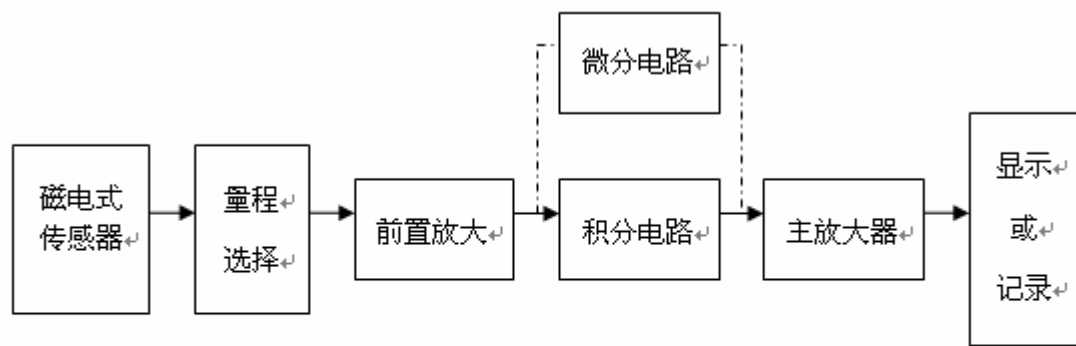 微分电路
磁电式
传感器
量程
选择
前置放大
积分电路
主放大器
显示
或
记录